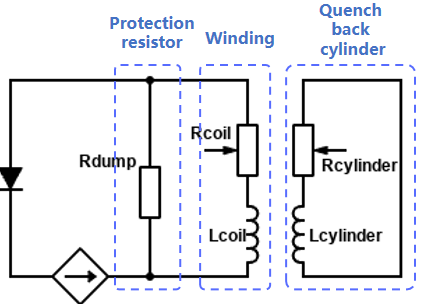 Protection
resistor
Winding
Quench
back
cylinder
Rcoil
Rdump
Rcylinder
Lcoil
Lcylinder